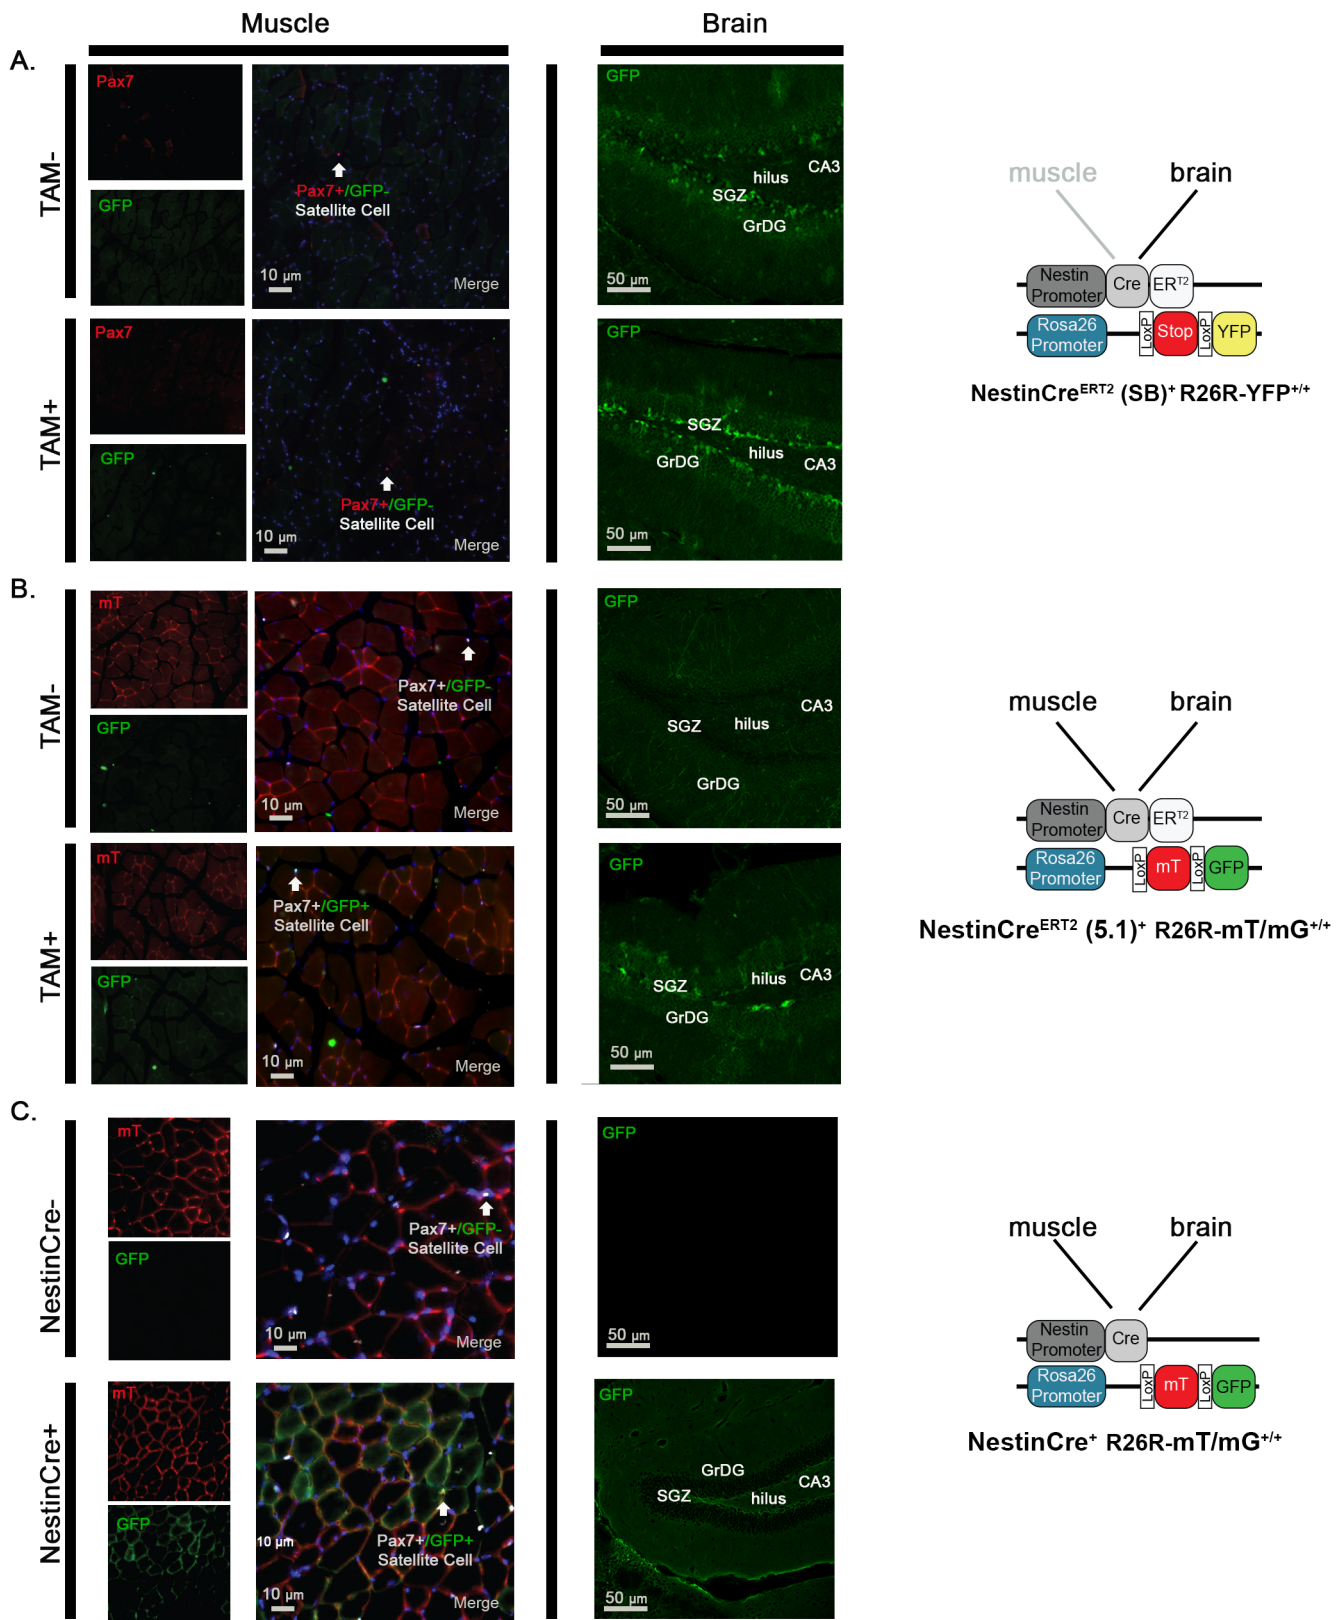 Muscle
Brain
A.
TAM-
Pax7
GFP
Pax7+/GFP-
Satellite Cell
10 µm
Merge
GFP
CA3
hilus
SGZ
GrDG
50 µm
muscle
brain
Nestin
Promoter
Cre
ERT2
Rosa26
Promoter
LoxP
Stop
LoxP
YFP
NestinCreERT2 (SB)+ R26R-YFP+/+
TAM+
Pax7
GFP
Pax7+/GFP-
Satellite Cell
10 µm
Merge
GFP
SGZ
hilus
GrDG
CA3
50 µm
B.
TAM-
mT
GFP
Pax7+/GFP-
Satellite Cell
10 µm
Merge
GFP
CA3
SGZ
hilus
GrDG
50 µm
muscle
brain
Nestin
Promoter
Cre
ERT2
Rosa26
Promoter
LoxP
mT
LoxP
GFP
NestinCreERT2 (5.1)+ R26R-mT/mG+/+
TAM+
mT
GFP
Pax7+/GFP+
Satellite Cell
10 µm
Merge
GFP
hilus
CA3
SGZ
GrDG
50 µm
C.
NestinCre-
mT
GFP
Pax7+/GFP-
Satellite Cell
10 µm
Merge
GFP
50 µm
muscle
brain
Nestin
Promoter
Cre
Rosa26
Promoter
LoxP
mT
LoxP
GFP
NestinCre+ R26R-mT/mG+/+
NestinCre+
mT
GFP
10 µm
Pax7+/GFP+
Satellite Cell
10 µm
Merge
GFP
GrDG
CA3
SGZ
hilus
50 µm